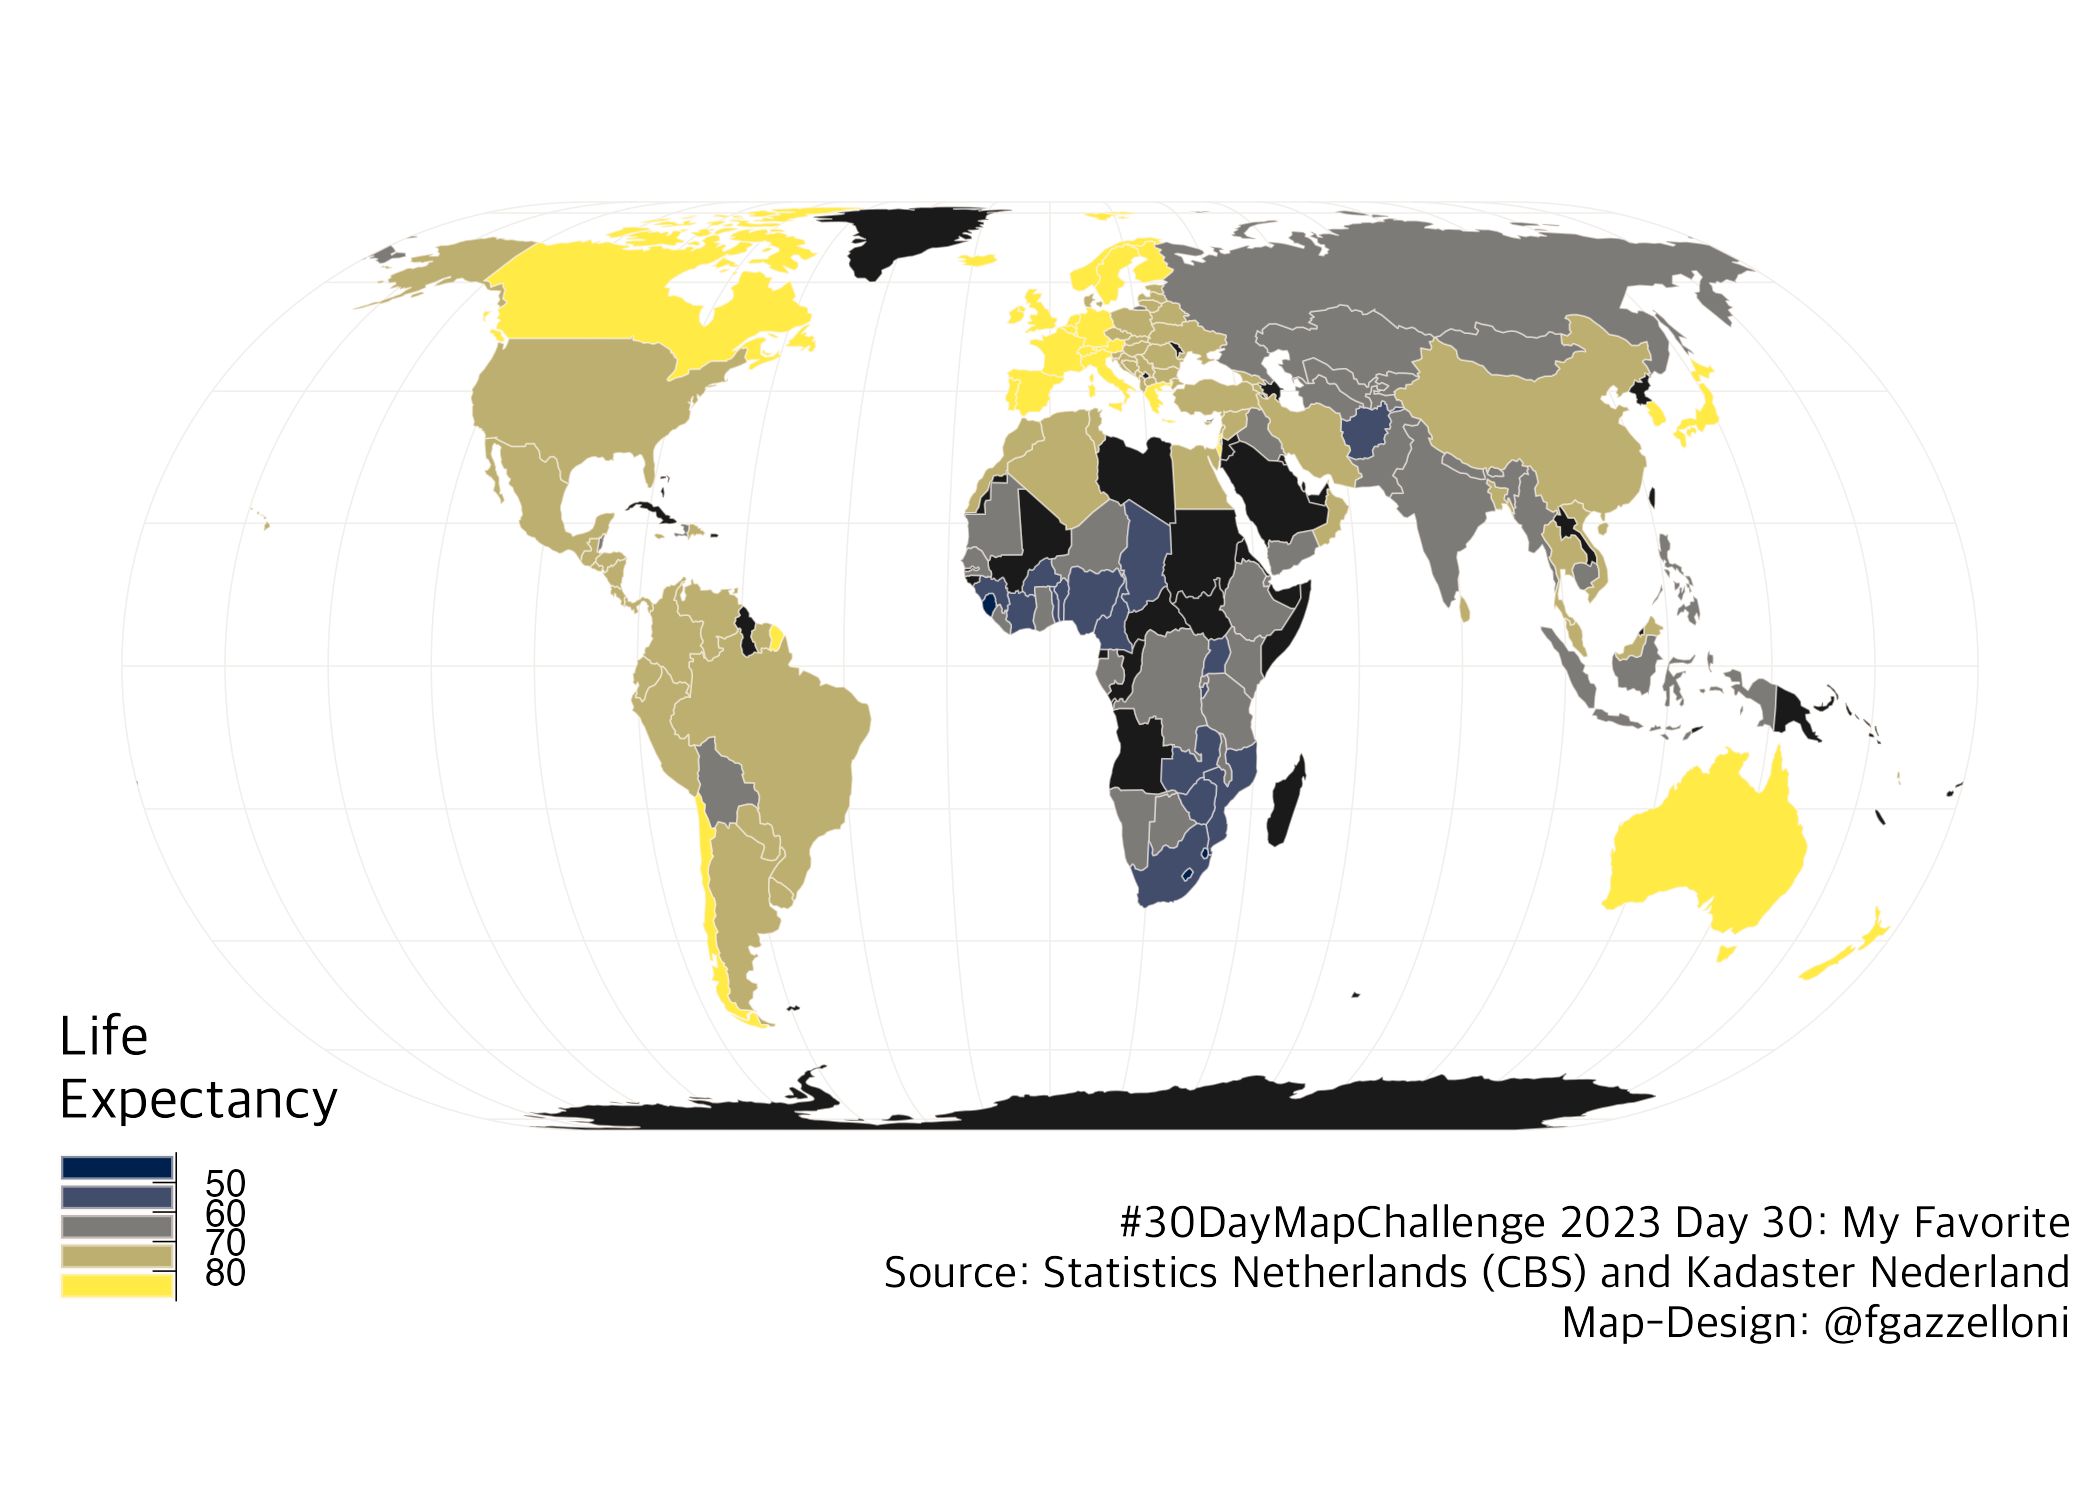 Life
Expectancy
50
60
70
80
#30DayMapChallenge 2023 Day 30: My Favorite
Source: Statistics Netherlands (CBS) and Kadaster Nederland
Map-Design: @fgazzelloni